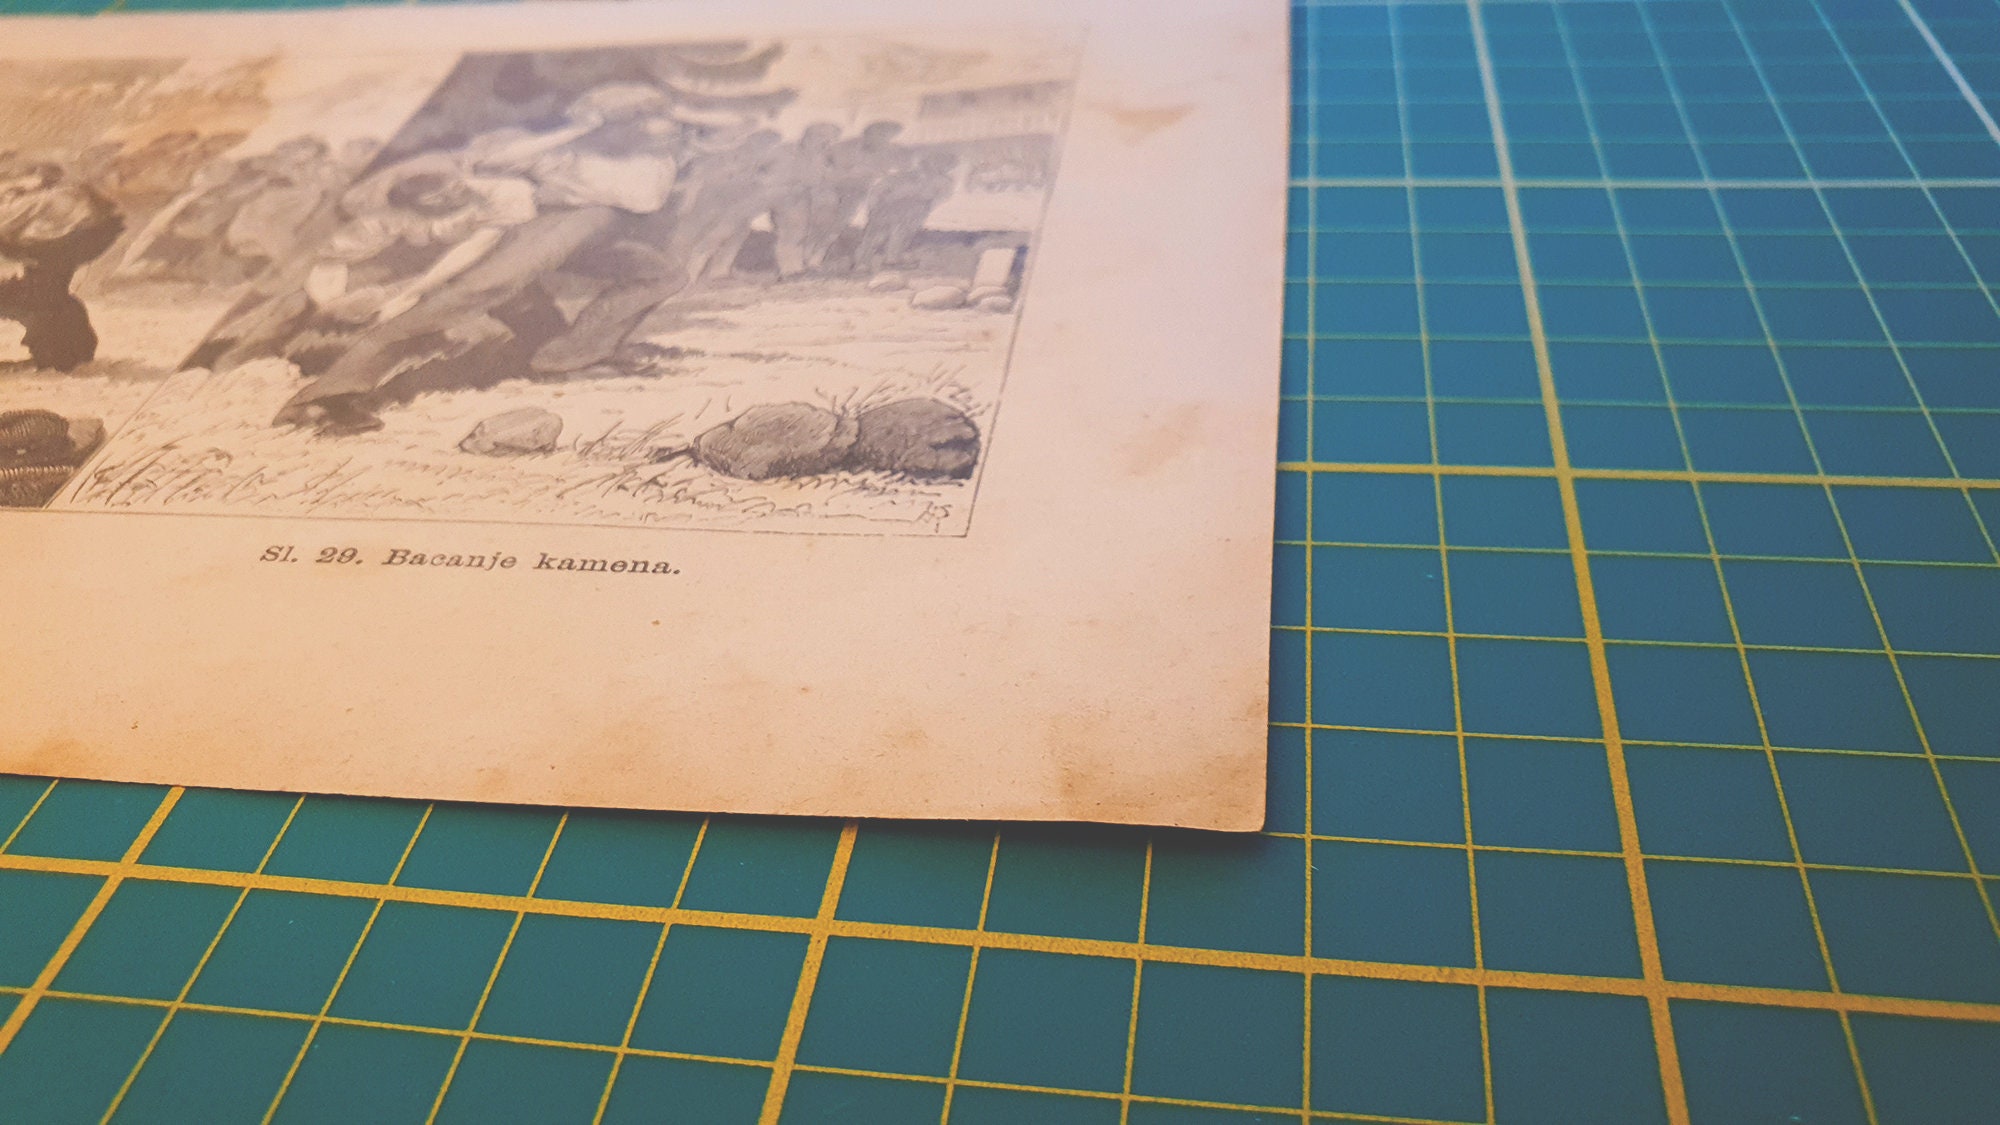 Sl. 29. Bacanje kamena.